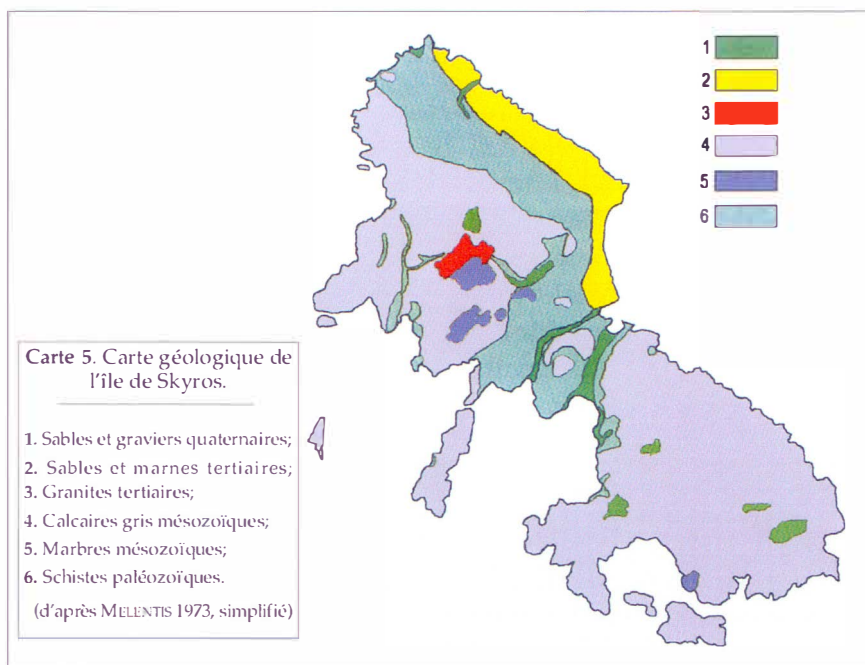 1
2
3
4
5
6
Carte 5. Carte géologique de
l'île de Skyros.
1. Sables et graviers quaternaires;
2. Sables et marnes tertiaires;
3. Granites tertiaires;
4. Calcaires gris mésozoïques;
5. Marbres mésozoïques;
6. Schistes paléozoïques.
(d'après MELENTIS 1973, simplifié)